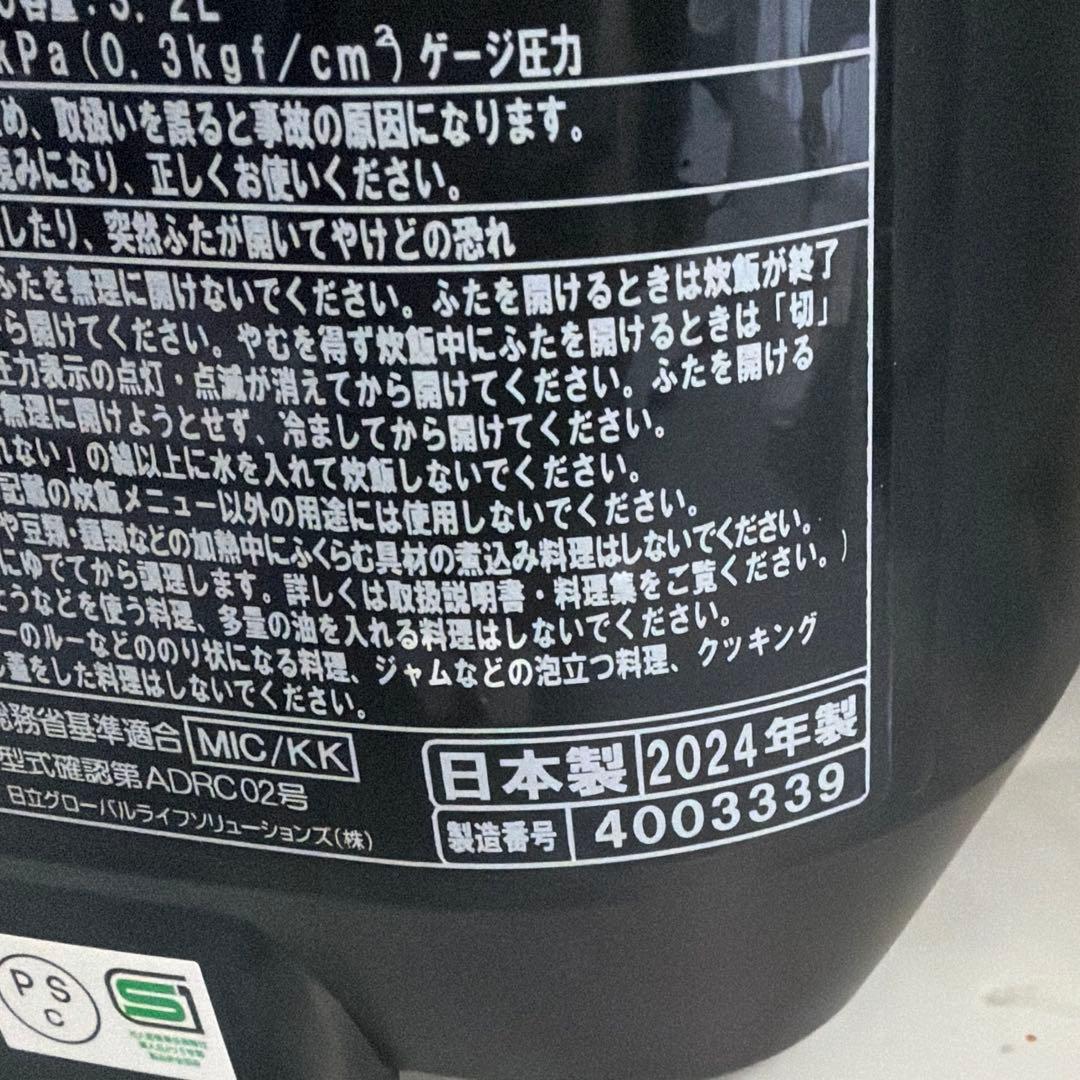 容量:3.2L
kPa(0.3kgf/cm²)ゲージ圧力
め、取扱いを誤ると事故の原因になります。
読みになり、正しくお使いください。
したり、突然ふたが開いてやけどの恐れ
ふたを無理に開けないでください。ふたを開けるときは炊飯が終了
ら開けてください。やむを得ず炊飯中にふたを開けるときは「切」
圧力表示の点灯・点滅が消えてから開けてください。ふたを開ける
無理に開けようとせず、冷ましてから開けてください。
れない」の線以上に水を入れて炊飯しないでください。
記載の炊飯メニュー以外の用途には使用しないでください。
や豆類・麺類などの加熱中にふくらむ具材の煮込み料理はしないでください。
にゆでてから調理します。詳しくは取扱説明書・料理集をご覧ください。)
とうなどを使う料理、多量の油を入れる料理はしないでください。
ーのルーなどののり状になる料理、ジャムなどの泡立つ料理、クッキング
し蓋をした料理はしないでください。
総務省基準適合 MIC/KK
型式確認第ADRC02号
日立グローバルライフソリューションズ(株)
日本製 2024年製
製造番号 4003339
PS
C